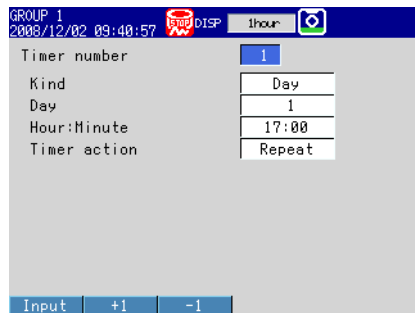 GROUP 1
2008/12/02 09:40:57 STOP DISP 1hour
Timer number 1
Kind Day
Day 1
Hour:Minute 17:00
Timer action Repeat
Input +1 -1